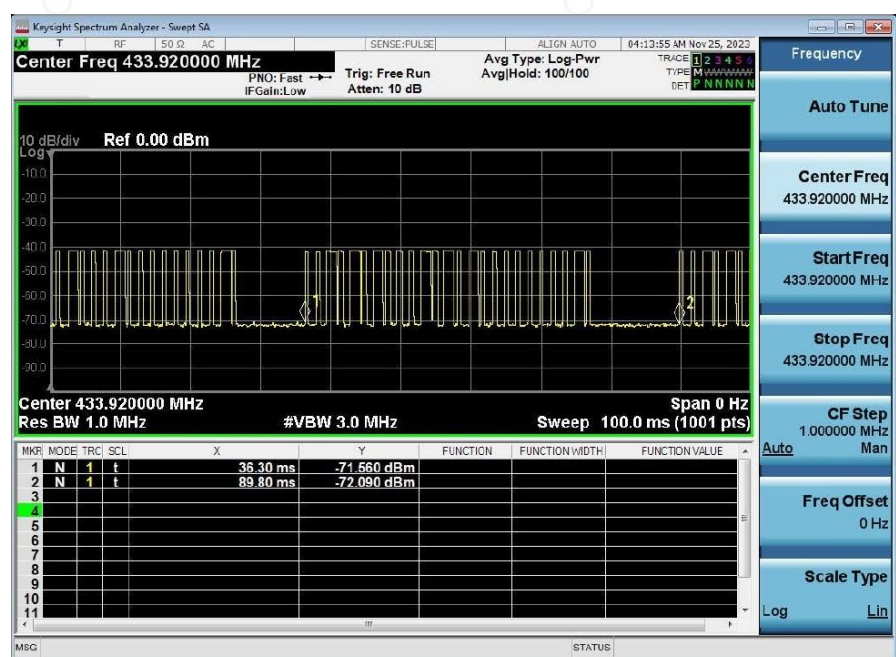 Keysight Spectrum Analyzer - Swept SA
LXI T RF 50 Ω AC SENSE:PULSE ALIGN AUTO 04:13:55 AM Nov 25, 2023
Center Freq 433.920000 MHz
PNO: Fast
IFGain:Low
Trig: Free Run
Atten: 10 dB
Avg Type: Log-Pwr
Avg|Hold: 100/100
TRACE 1 2 3 4 5 6
TYPE M WWWWW
DET P N N N N N
10 dB/div Ref 0.00 dBm
Log
-10.0
-20.0
-30.0
-40.0
-50.0
-60.0
-70.0
-80.0
-90.0
1
2
Center 433.920000 MHz Span 0 Hz
Res BW 1.0 MHz #VBW 3.0 MHz Sweep 100.0 ms (1001 pts)
MKR MODE TRC SCL X Y FUNCTION FUNCTION WIDTH FUNCTION VALUE
1 N 1 t 36.30 ms -71.560 dBm
2 N 1 t 89.80 ms -72.090 dBm
3
4
5
6
7
8
9
10
11
MSG STATUS
Frequency
Auto Tune
Center Freq
433.920000 MHz
Start Freq
433.920000 MHz
Stop Freq
433.920000 MHz
CF Step
1.000000 MHz
Auto Man
Freq Offset
0 Hz
Scale Type
Log Lin